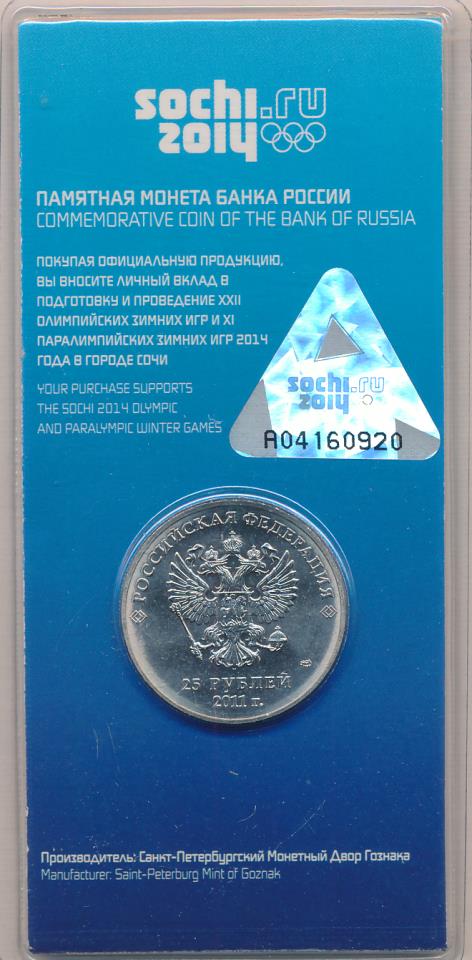 sochi.ru
2014
ПАМЯТНАЯ МОНЕТА БАНКА РОССИИ
COMMEMORATIVE COIN OF THE BANK OF RUSSIA
ПОКУПАЯ ОФИЦИАЛЬНУЮ ПРОДУКЦИЮ,
ВЫ ВНОСИТЕ ЛИЧНЫЙ ВКЛАД В
ПОДГОТОВКУ И ПРОВЕДЕНИЕ XXII
ОЛИМПИЙСКИХ ЗИМНИХ ИГР И XI
ПАРАЛИМПИЙСКИХ ЗИМНИХ ИГР 2014
ГОДА В ГОРОДЕ СОЧИ
YOUR PURCHASE SUPPORTS
THE SOCHI 2014 OLYMPIC
AND PARALYMPIC WINTER GAMES
sochi.ru
2014
A04160920
РОССИЙСКАЯ ФЕДЕРАЦИЯ
25 РУБЛЕЙ
2011 г.
Производитель: Санкт-Петербургский Монетный Двор Гознака
Manufacturer: Saint-Peterburg Mint of Goznak